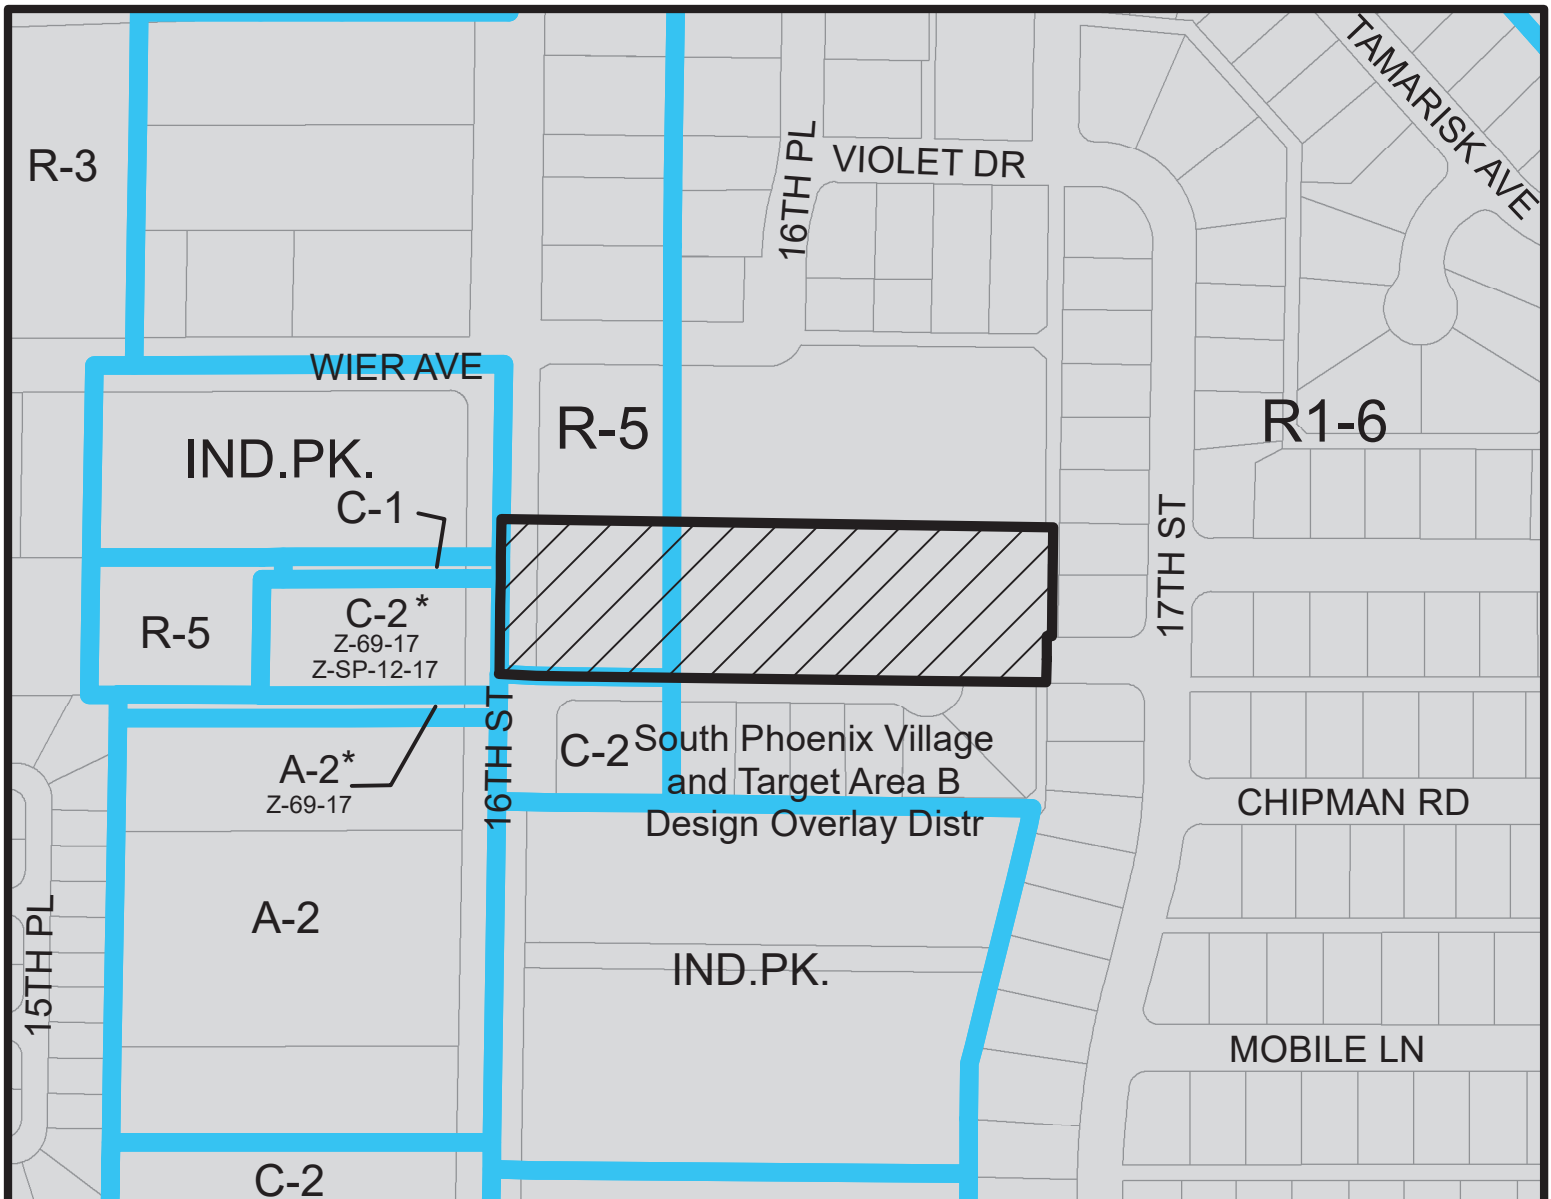 TAMARISK AVE
R-3
16TH PL
VIOLET DR
WIER AVE
R-5
R1-6
IND.PK.
C-1
17TH ST
C-2*
Z-69-17
Z-SP-12-17
R-5
16TH ST
C-2
South Phoenix Village
and Target Area B
Design Overlay Distr
A-2*
Z-69-17
CHIPMAN RD
15TH PL
A-2
IND.PK.
MOBILE LN
C-2